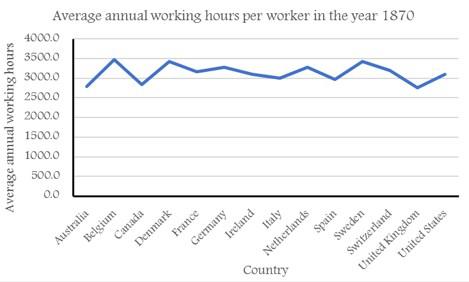 Average annual working hours per worker in the year 1870
Average annual working hours
4000.0
3500.0
3000.0
2500.0
2000.0
1500.0
1000.0
500.0
0.0
Australia
Belgium
Canada
Denmark
France
Germany
Ireland
Italy
Netherlands
Spain
Sweden
Switzerland
United Kingdom
United States
Country